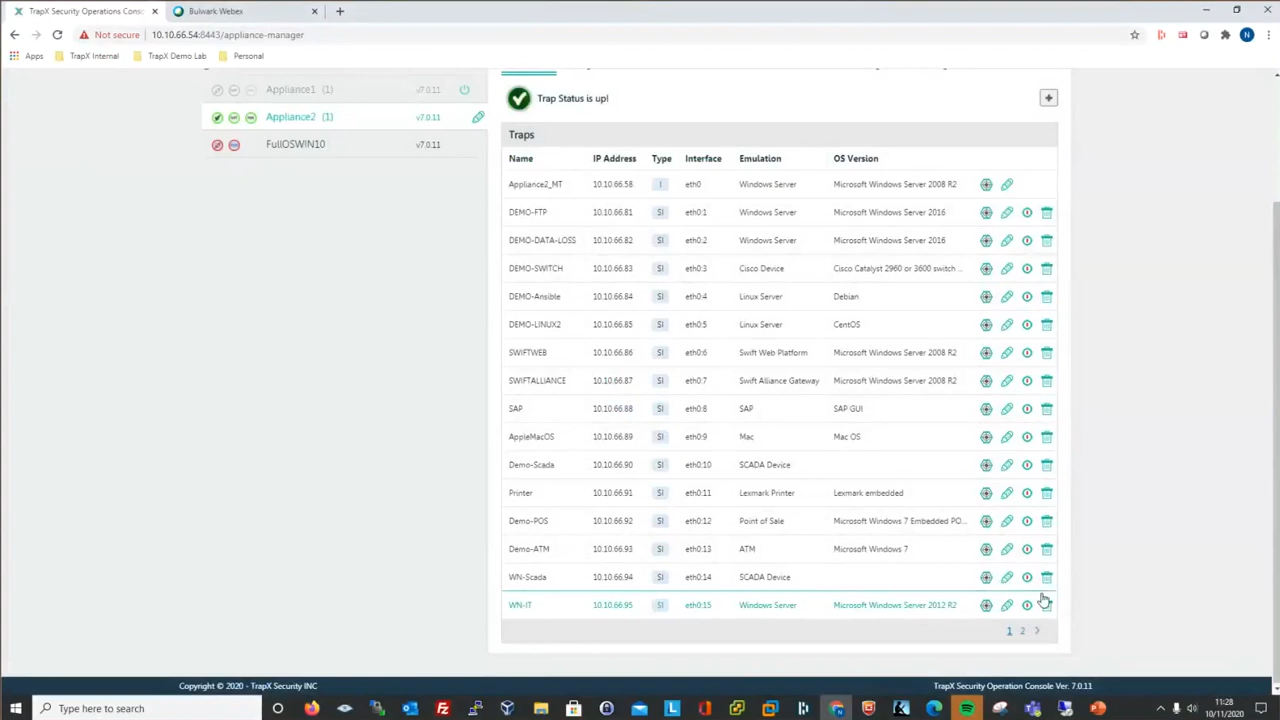 TrapX Security Operations Cons
Bulwark Webex
Not secure
10.10.66.54:8443/appliance-manager
N
Apps
TrapX Internal
TrapX Demo Lab
Personal
Appliance1 (1)
v7.0.11
Appliance2 (1)
v7.0.11
FullOSWIN10
v7.0.11
Trap Status is up!
Traps
Name IP Address Type Interface Emulation OS Version
Appliance2_MT 10.10.66.58 I eth0 Windows Server Microsoft Windows Server 2008 R2
DEMO-FTP 10.10.66.81 SI eth0:1 Windows Server Microsoft Windows Server 2016
DEMO-DATA-LOSS 10.10.66.82 SI eth0:2 Windows Server Microsoft Windows Server 2016
DEMO-SWITCH 10.10.66.83 SI eth0:3 Cisco Device Cisco Catalyst 2960 or 3600 switch ...
DEMO-Ansible 10.10.66.84 SI eth0:4 Linux Server Debian
DEMO-LINUX2 10.10.66.85 SI eth0:5 Linux Server CentOS
SWIFTWEB 10.10.66.86 SI eth0:6 Swift Web Platform Microsoft Windows Server 2008 R2
SWIFTALLIANCE 10.10.66.87 SI eth0:7 Swift Alliance Gateway Microsoft Windows Server 2008 R2
SAP 10.10.66.88 SI eth0:8 SAP SAP GUI
AppleMacOS 10.10.66.89 SI eth0:9 Mac Mac OS
Demo-Scada 10.10.66.90 SI eth0:10 SCADA Device
Printer 10.10.66.91 SI eth0:11 Lexmark Printer Lexmark embedded
Demo-POS 10.10.66.92 SI eth0:12 Point of Sale Microsoft Windows 7 Embedded PO...
Demo-ATM 10.10.66.93 SI eth0:13 ATM Microsoft Windows 7
WN-Scada 10.10.66.94 SI eth0:14 SCADA Device
WN-IT 10.10.66.95 SI eth0:15 Windows Server Microsoft Windows Server 2012 R2
1 2
Copyright © 2020 - TrapX Security INC
TrapX Security Operation Console Ver. 7.0.11
Type here to search
11:28
10/11/2020